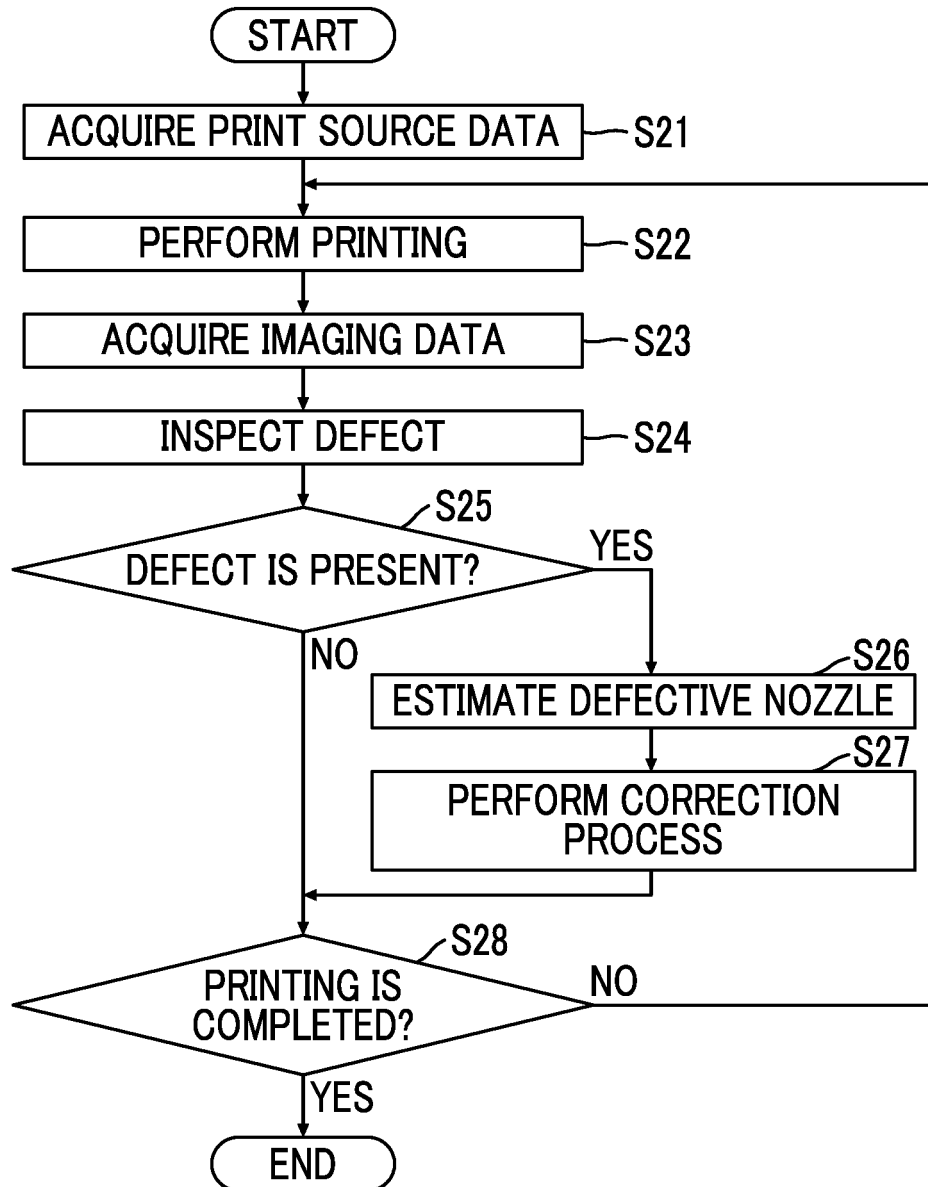 START
ACQUIRE PRINT SOURCE DATA
S21
PERFORM PRINTING
S22
ACQUIRE IMAGING DATA
S23
INSPECT DEFECT
S24
S25
DEFECT IS PRESENT?
YES
NO
S26
ESTIMATE DEFECTIVE NOZZLE
S27
PERFORM CORRECTION
PROCESS
S28
PRINTING IS
COMPLETED?
NO
YES
END